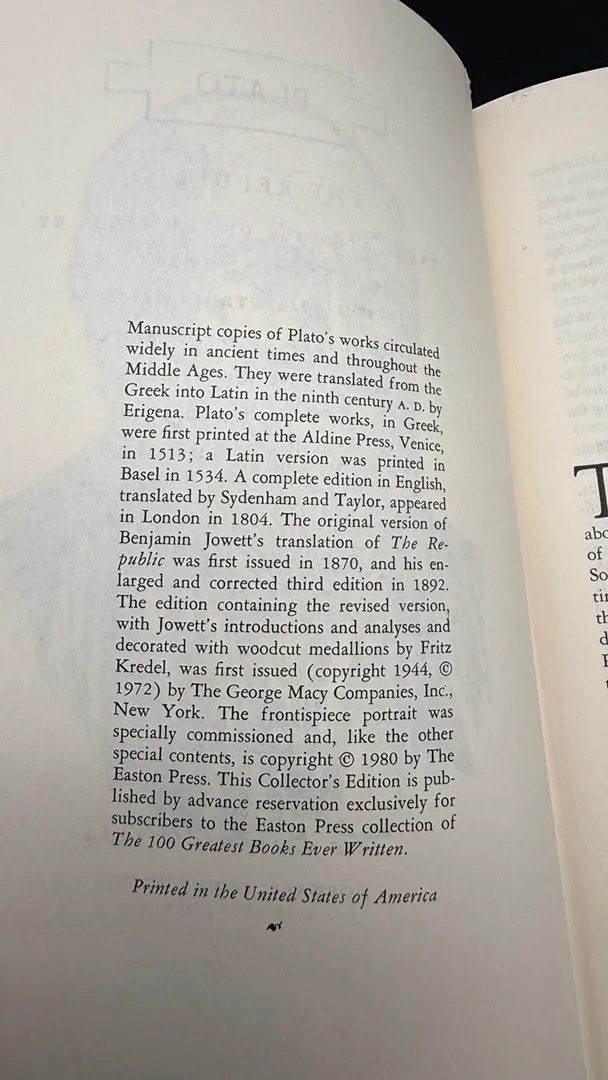 Manuscript copies of Plato's works circulated
widely in ancient times and throughout the
Middle Ages. They were translated from the
Greek into Latin in the ninth century A. D. by
Erigena. Plato's complete works, in Greek,
were first printed at the Aldine Press, Venice,
in 1513; a Latin version was printed in
Basel in 1534. A complete edition in English,
translated by Sydenham and Taylor, appeared
in London in 1804. The original version of
Benjamin Jowett's translation of The Re-
public was first issued in 1870, and his en-
larged and corrected third edition in 1892.
The edition containing the revised version,
with Jowett's introductions and analyses and
decorated with woodcut medallions by Fritz
Kredel, was first issued (copyright 1944, ©
1972) by The George Macy Companies, Inc.,
New York. The frontispiece portrait was
specially commissioned and, like the other
special contents, is copyright © 1980 by The
Easton Press. This Collector's Edition is pub-
lished by advance reservation exclusively for
subscribers to the Easton Press collection of
The 100 Greatest Books Ever Written.
Printed in the United States of America
PLATO
T
abo
of
So
tin
th
d